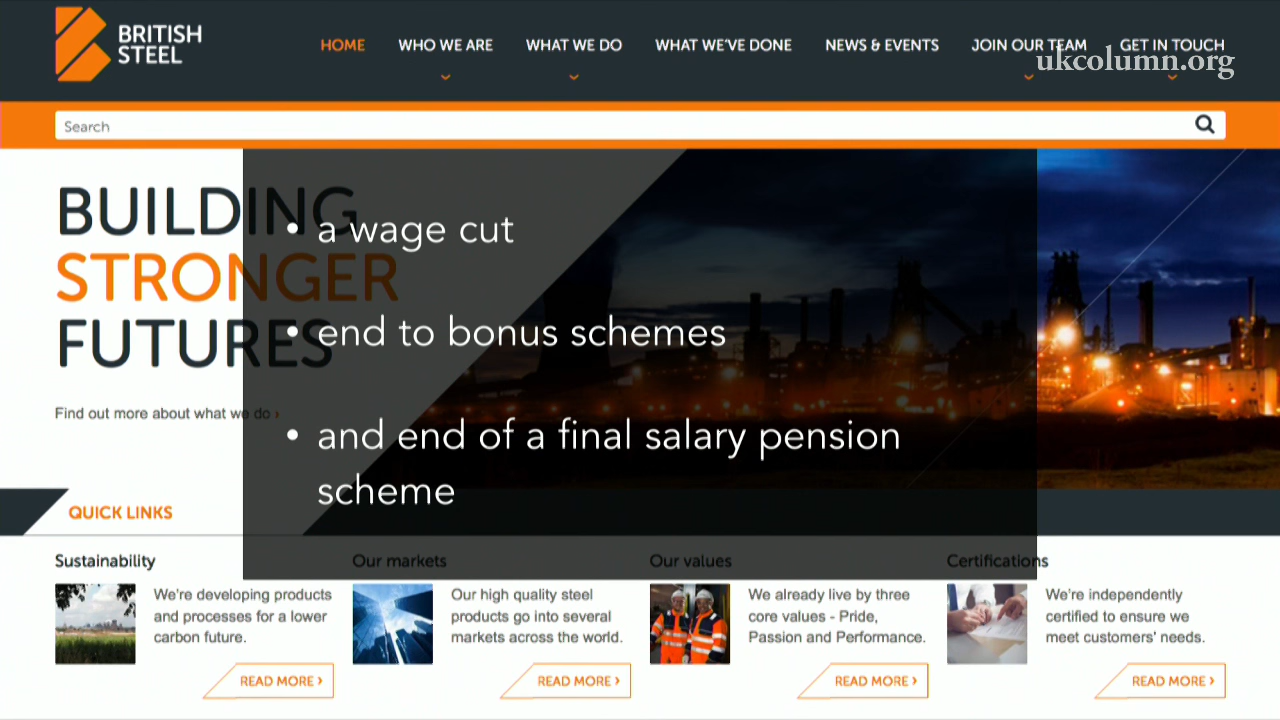 BRITISH
STEEL
HOME WHO WE ARE WHAT WE DO WHAT WE'VE DONE NEWS & EVENTS JOIN OUR TEAM GET IN TOUCH
ukcolumn.org
Search
BUILDING
STRONGER
FUTURES
Find out more about what we do ›
• a wage cut
• end to bonus schemes
• and end of a final salary pension
scheme
QUICK LINKS
Sustainability
We're developing products
and processes for a lower
carbon future.
READ MORE ›
Our markets
Our high quality steel
products go into several
markets across the world.
READ MORE ›
Our values
We already live by three
core values - Pride,
Passion and Performance.
READ MORE ›
Certifications
We're independently
certified to ensure we
meet customers' needs.
READ MORE ›